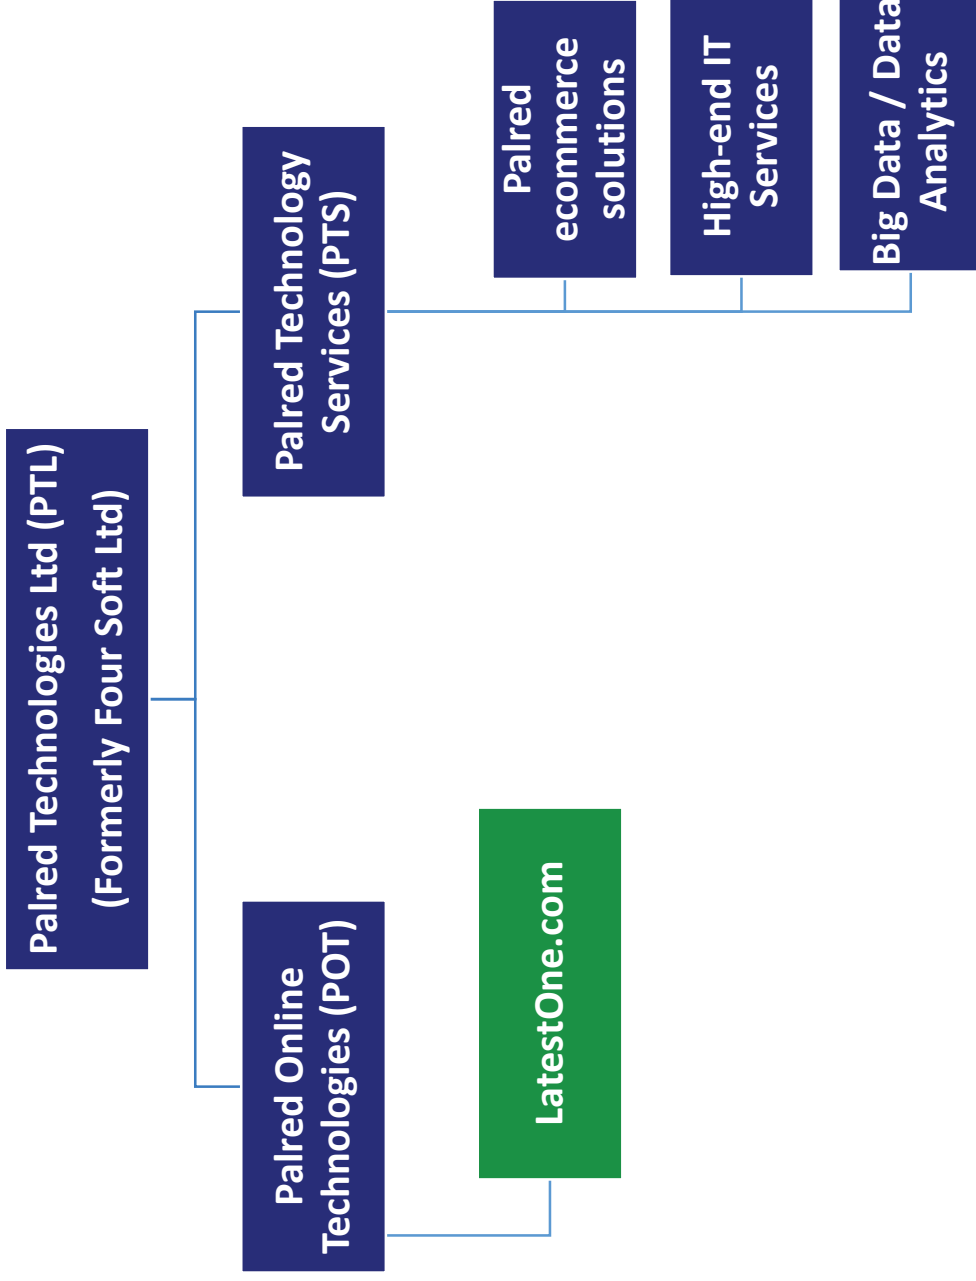 Palred Technologies Ltd (PTL)
(Formerly Four Soft Ltd)
Palred Online
Technologies (POT)
Palred Technology
Services (PTS)
LatestOne.com
Palred
ecommerce
solutions
High-end IT
Services
Big Data / Data
Analytics